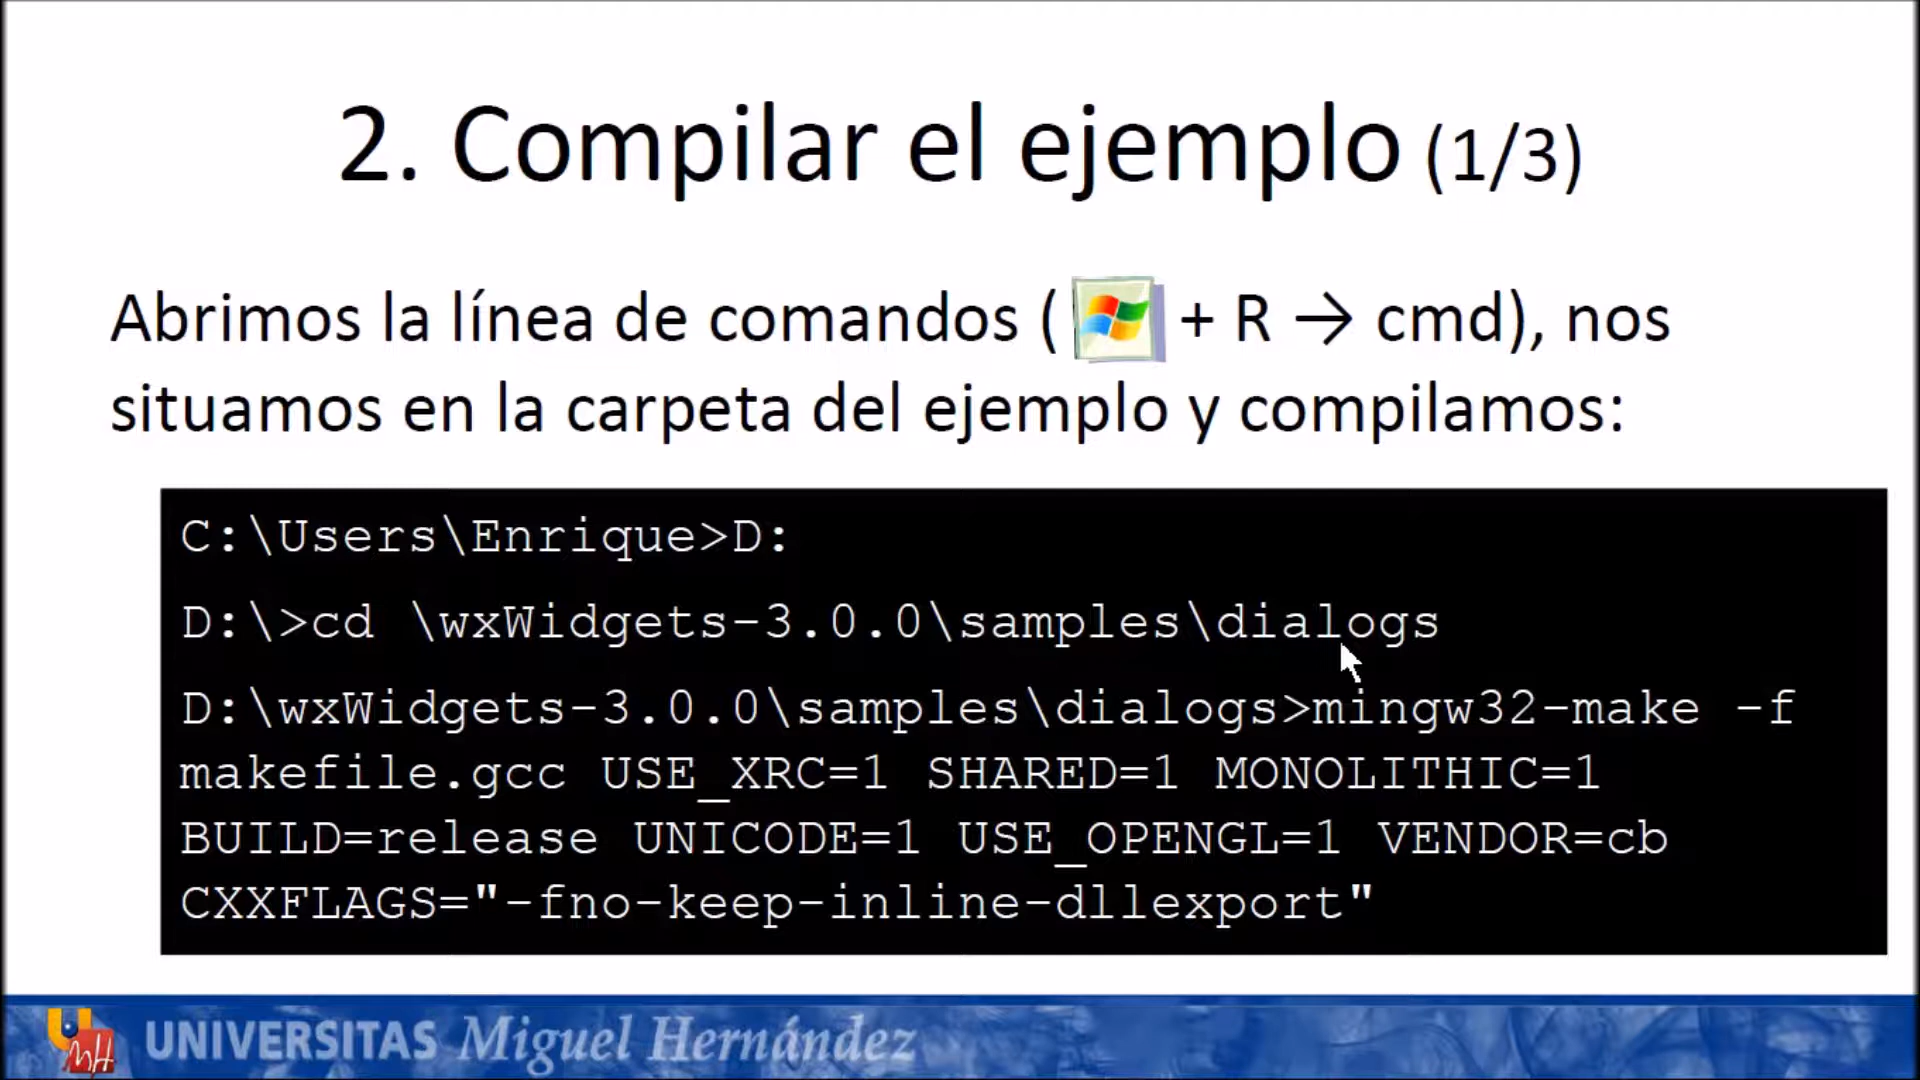 2. Compilar el ejemplo (1/3)
Abrimos la línea de comandos ( + R → cmd), nos
situamos en la carpeta del ejemplo y compilamos:
C:\Users\Enrique>D:
D:\>cd \wxWidgets-3.0.0\samples\dialogs
D:\wxWidgets-3.0.0\samples\dialogs>mingw32-make -f
makefile.gcc USE_XRC=1 SHARED=1 MONOLITHIC=1
BUILD=release UNICODE=1 USE_OPENGL=1 VENDOR=cb
CXXFLAGS="-fno-keep-inline-dllexport"
UNIVERSITAS Miguel Hernández